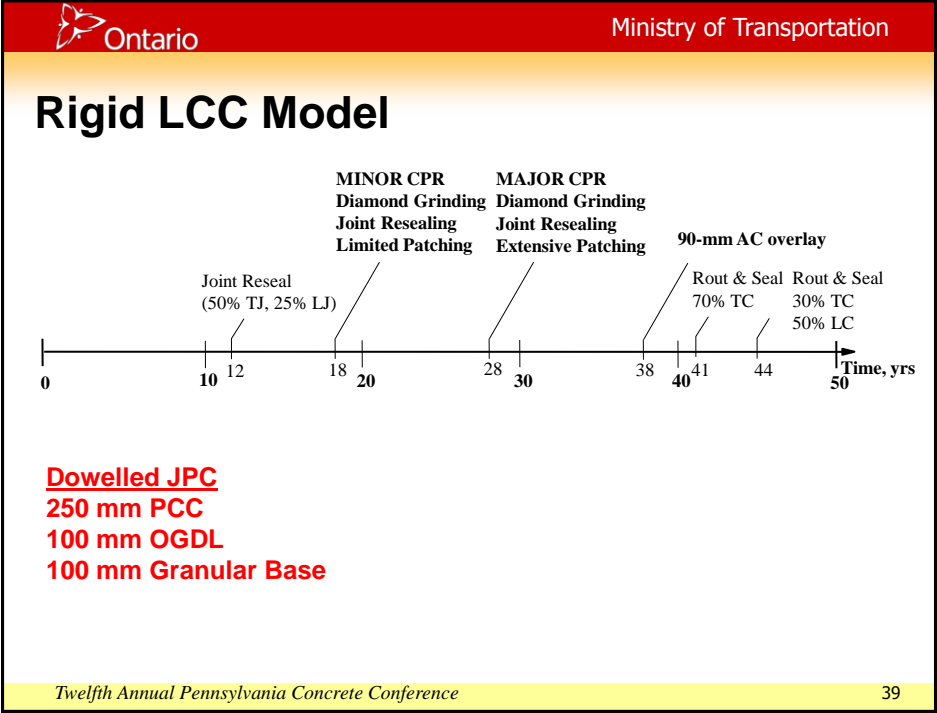 Ontario
Ministry of Transportation
Rigid LCC Model
MINOR CPR
Diamond Grinding
Joint Resealing
Limited Patching
MAJOR CPR
Diamond Grinding
Joint Resealing
Extensive Patching
90-mm AC overlay
Joint Reseal
(50% TJ, 25% LJ)
Rout & Seal
70% TC
Rout & Seal
30% TC
50% LC
0 10 12 18 20 28 30 38 40 41 44 50 Time, yrs
Dowelled JPC
250 mm PCC
100 mm OGDL
100 mm Granular Base
Twelfth Annual Pennsylvania Concrete Conference
39